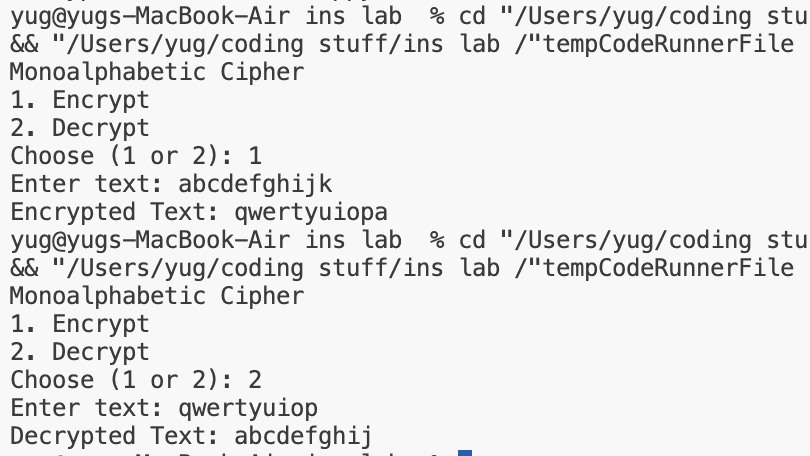 yug@yugs-MacBook-Air ins lab  % cd "/Users/yug/coding stu
&& "/Users/yug/coding stuff/ins lab /"tempCodeRunnerFile
Monoalphabetic Cipher
1. Encrypt
2. Decrypt
Choose (1 or 2): 1
Enter text: abcdefghijk
Encrypted Text: qwertyuiopa
yug@yugs-MacBook-Air ins lab  % cd "/Users/yug/coding stu
&& "/Users/yug/coding stuff/ins lab /"tempCodeRunnerFile
Monoalphabetic Cipher
1. Encrypt
2. Decrypt
Choose (1 or 2): 2
Enter text: qwertyuiop
Decrypted Text: abcdefghij